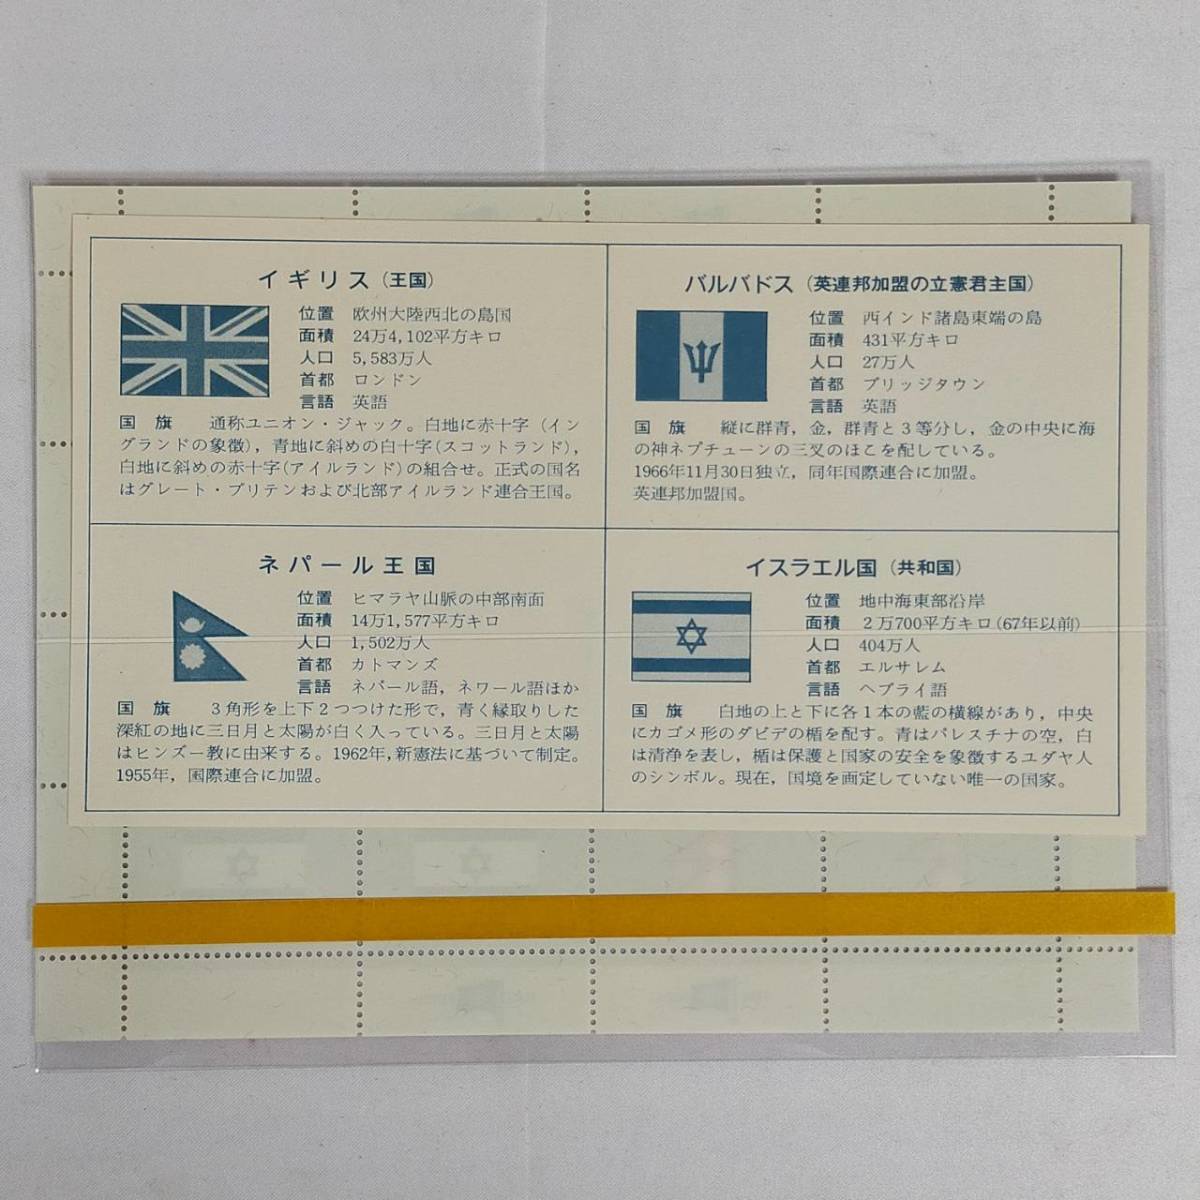 イギリス（王国）
位置 欧州大陸西北の島国
面積 24万4,102平方キロ
人口 5,583万人
首都 ロンドン
言語 英語
国旗 通称ユニオン・ジャック。白地に赤十字（イン
グランドの象徴），青地に斜めの白十字（スコットランド），
白地に斜めの赤十字（アイルランド）の組合せ。正式の国名
はグレート・ブリテンおよび北部アイルランド連合王国。
バルバドス（英連邦加盟の立憲君主国）
位置 西インド諸島東端の島
面積 431平方キロ
人口 27万人
首都 ブリッジタウン
言語 英語
国旗 縦に群青，金，群青と3等分し，金の中央に海
の神ネプチューンの三叉のほこを配している。
1966年11月30日独立，同年国際連合に加盟。
英連邦加盟国。
ネパール王国
位置 ヒマラヤ山脈の中部南面
面積 14万1,577平方キロ
人口 1,502万人
首都 カトマンズ
言語 ネパール語，ネワール語ほか
国旗 3角形を上下2つつけた形で，青く縁取りした
深紅の地に三日月と太陽が白く入っている。三日月と太陽
はヒンズー教に由来する。1962年，新憲法に基づいて制定。
1955年，国際連合に加盟。
イスラエル国（共和国）
位置 地中海東部沿岸
面積 2万700平方キロ（67年以前）
人口 404万人
首都 エルサレム
言語 ヘブライ語
国旗 白地の上と下に各1本の藍の横線があり，中央
にカゴメ形のダビデの楯を配す。青はパレスチナの空，白
は清浄を表し，楯は保護と国家の安全を象徴するユダヤ人
のシンボル。現在，国境を画定していない唯一の国家。